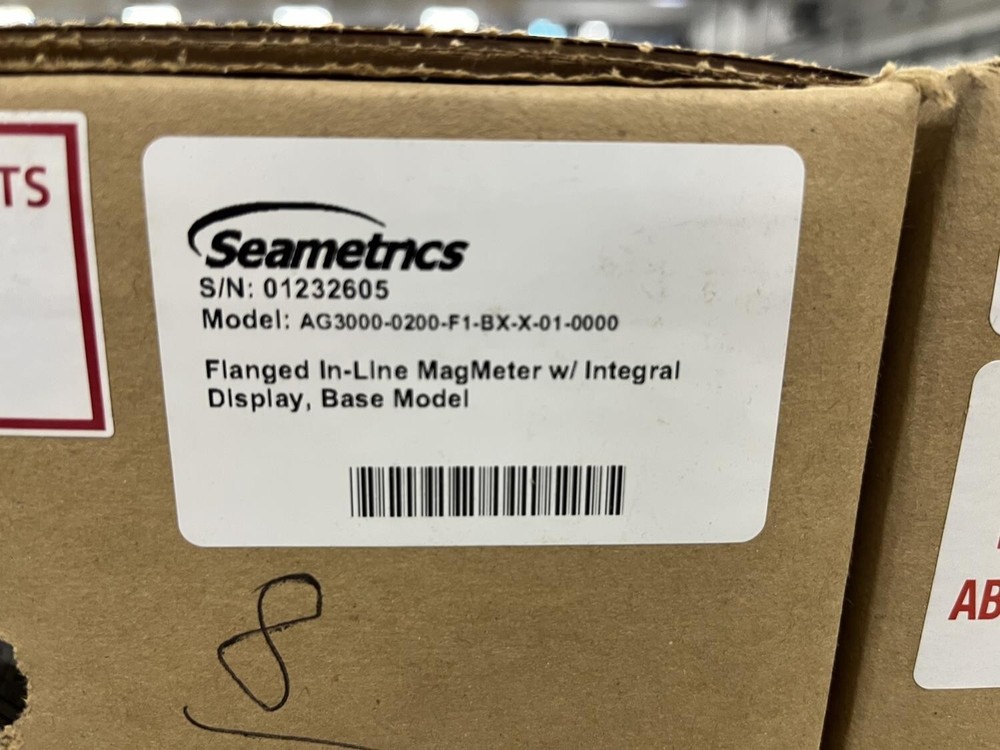 TS
Seametrics
S/N: 01232605
Model: AG3000-0200-F1-BX-X-01-0000
Flanged In-Line MagMeter w/ Integral
Display, Base Model
8
AB